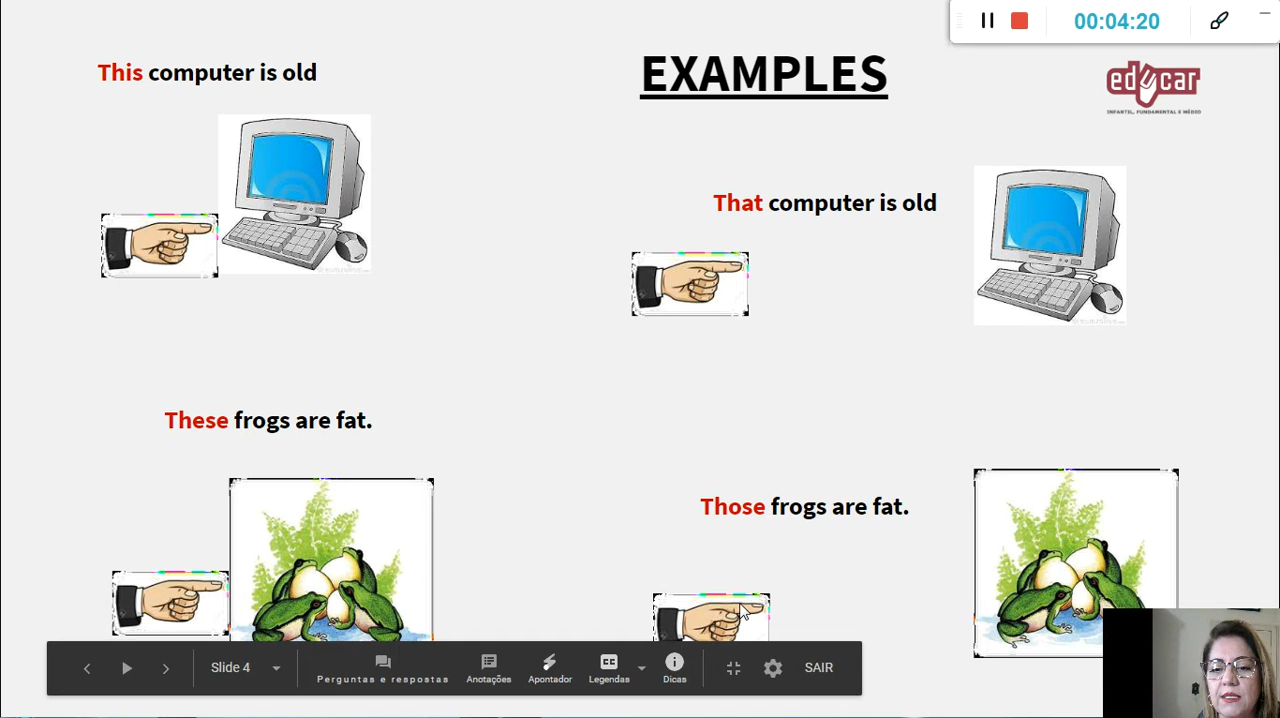 00:04:20
This computer is old
EXAMPLES
educar
INFANTIL, FUNDAMENTAL E MÉDIO
That computer is old
These frogs are fat.
Those frogs are fat.
Slide 4
Perguntas e respostas
Anotações
Apontador
CC
Legendas
Dicas
SAIR